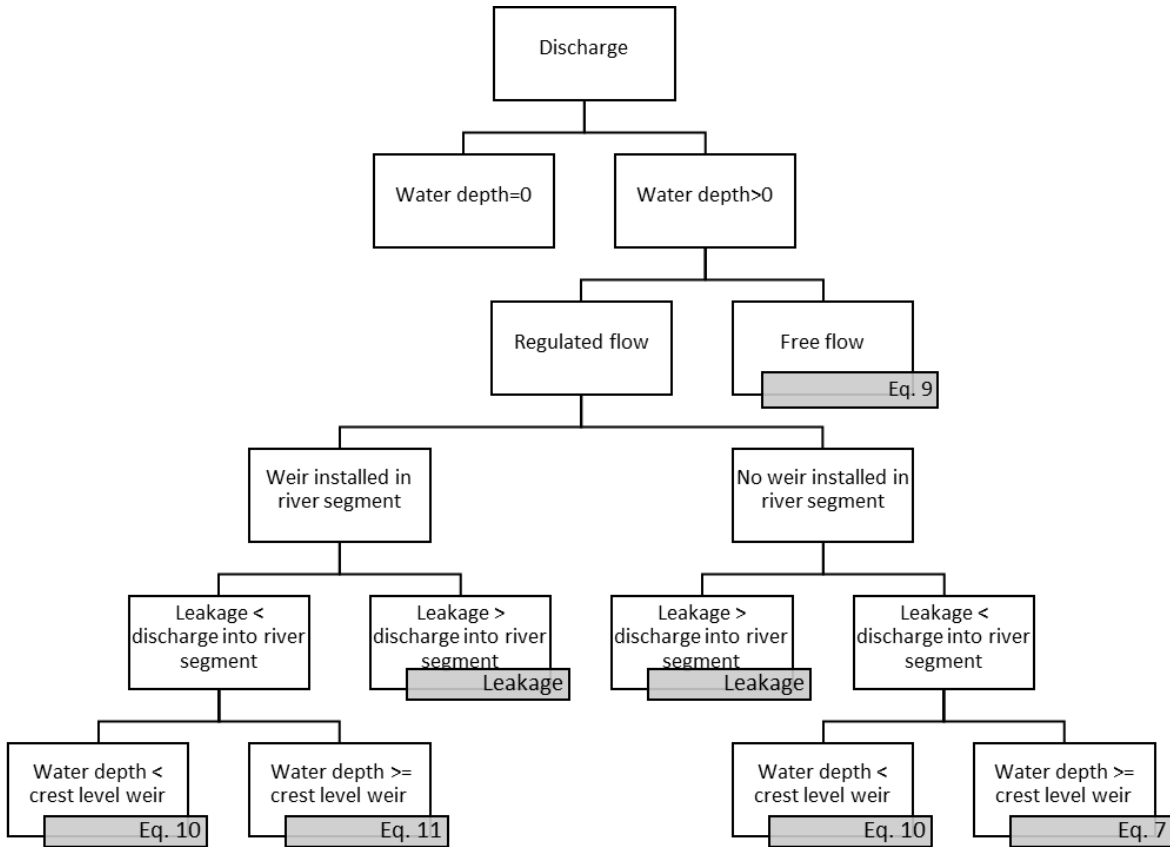 Discharge
Water depth=0
Water depth>0
Regulated flow
Free flow
Eq. 9
Weir installed in
river segment
No weir installed in
river segment
Leakage <
discharge into river
segment
Leakage >
discharge into river
segment
Leakage
Leakage >
discharge into river
segment
Leakage
Leakage <
discharge into river
segment
Water depth <
crest level weir
Eq. 10
Water depth >=
crest level weir
Eq. 11
Water depth <
crest level weir
Eq. 10
Water depth >=
crest level weir
Eq. 7